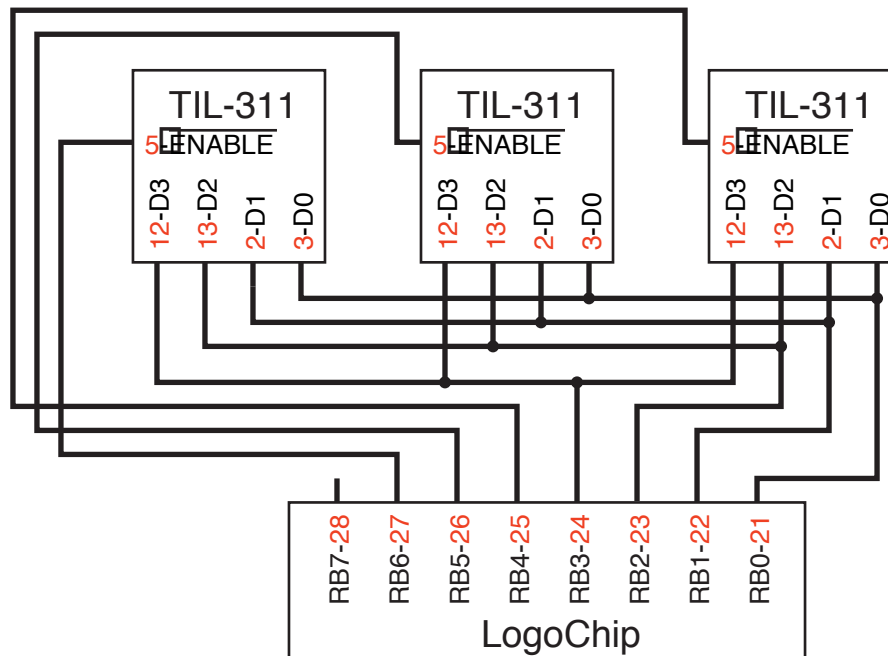 TIL-311
5-ENABLE
12-D3
13-D2
2-D1
3-D0
TIL-311
5-ENABLE
12-D3
13-D2
2-D1
3-D0
TIL-311
5-ENABLE
12-D3
13-D2
2-D1
3-D0
RB7-28
RB6-27
RB5-26
RB4-25
RB3-24
RB2-23
RB1-22
RB0-21
LogoChip